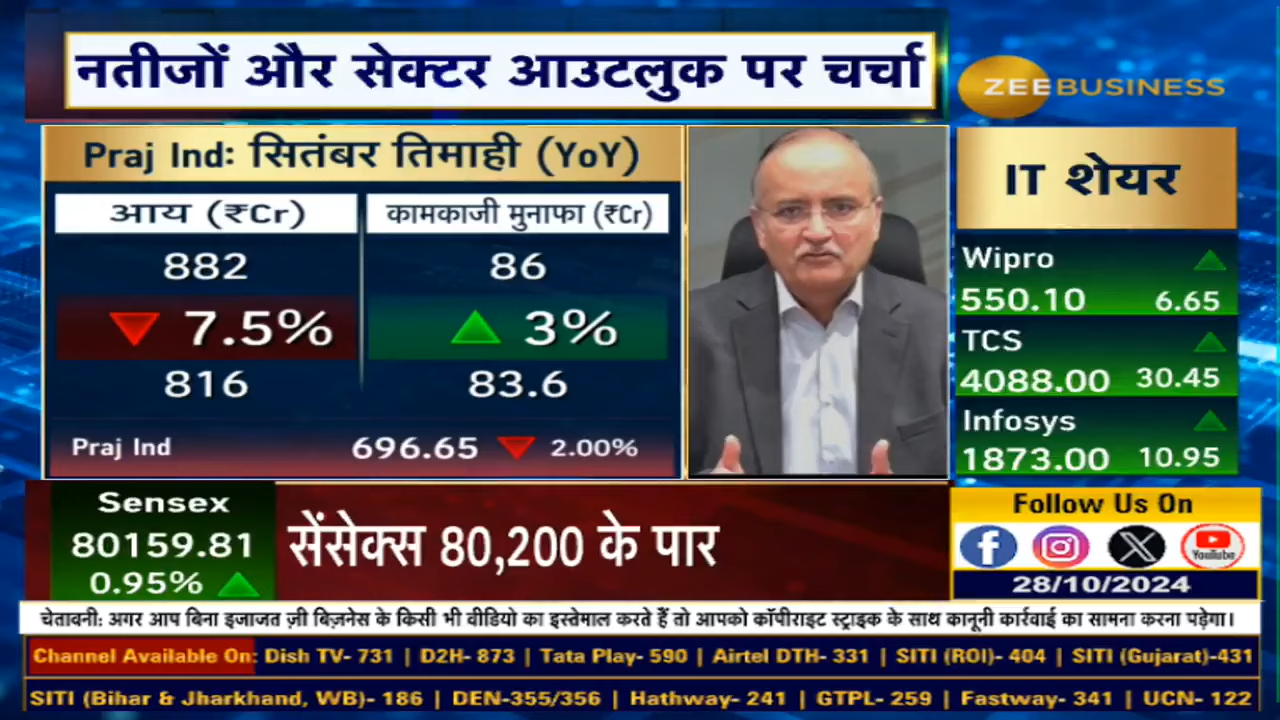 नतीजों और सेक्टर आउटलुक पर चर्चा
ZEEBUSINESS
Praj Ind: सितंबर तिमाही (YoY)
आय (₹Cr)
कामकाजी मुनाफा (₹Cr)
882
86
7.5%
3%
816
83.6
Praj Ind 696.65 2.00%
IT शेयर
Wipro
550.10 6.65
TCS
4088.00 30.45
Infosys
1873.00 10.95
Sensex
80159.81
0.95%
सेंसेक्स 80,200 के पार
Follow Us On
YouTube
28/10/2024
चेतावनी: अगर आप बिना इजाजत ज़ी बिज़नेस के किसी भी वीडियो का इस्तेमाल करते हैं तो आपको कॉपीराइट स्ट्राइक के साथ कानूनी कार्रवाई का सामना करना पड़ेगा।
Channel Available On: Dish TV- 731 | D2H- 873 | Tata Play- 590 | Airtel DTH- 331 | SITI (ROI)- 404 | SITI (Gujarat)-431
SITI (Bihar & Jharkhand, WB)- 186 | DEN-355/356 | Hathway- 241 | GTPL- 259 | Fastway- 341 | UCN- 122